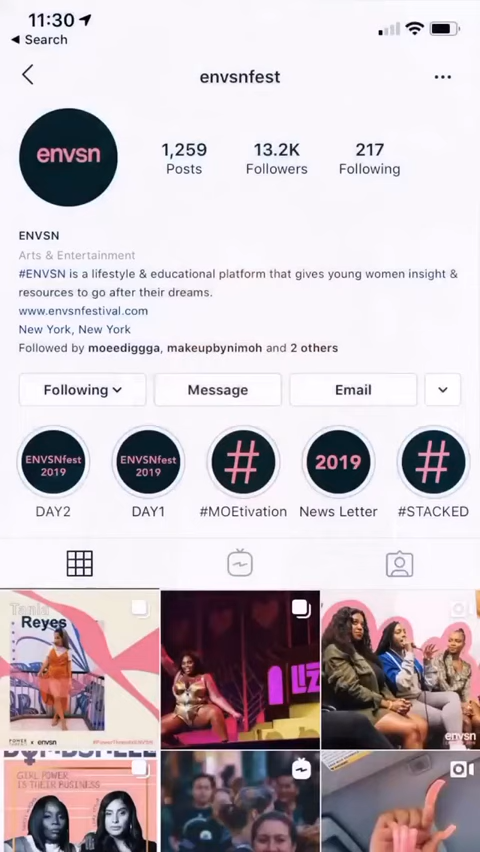 11:30
Search
envsnfest
envsn
1,259
Posts
13.2K
Followers
217
Following
ENVSN
Arts & Entertainment
#ENVSN is a lifestyle & educational platform that gives young women insight &
resources to go after their dreams.
www.envsnfestival.com
New York, New York
Followed by moeediggga, makeupbynimoh and 2 others
Following
Message
Email
ENVSNfest
2019
DAY2
ENVSNfest
2019
DAY1
#
#MOEtivation
2019
News Letter
#
#STACKED
Tania
Reyes
envsn
LIZ
envsn
GIRL POWER
IS THEIR BUSINESS